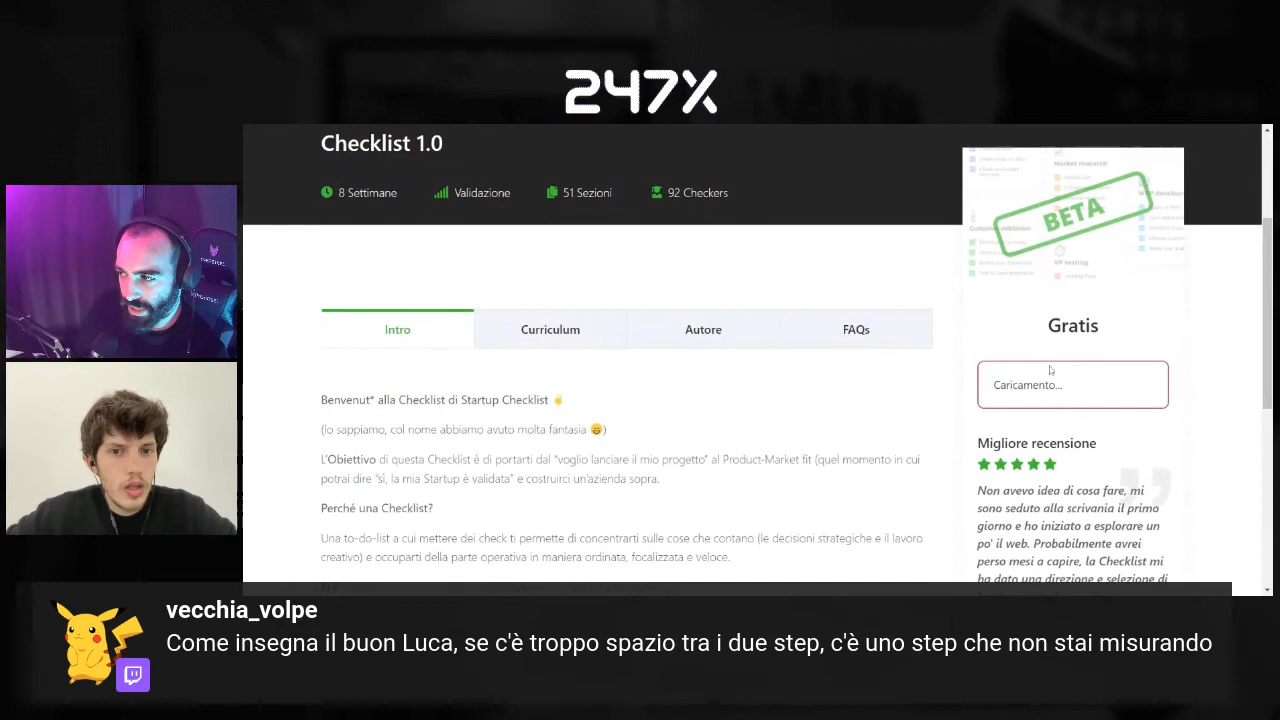 247X
Checklist 1.0
8 Settimane
Validazione
51 Sezioni
92 Checkers
Market research
BETA
VP testing
Intro
Curriculum
Autore
FAQs
Gratis
Caricamento...
Benvenut* alla Checklist di Startup Checklist ✌
(lo sappiamo, col nome abbiamo avuto molta fantasia 😄)
L'Obiettivo di questa Checklist è di portarti dal "voglio lanciare il mio progetto" al Product-Market fit (quel momento in cui
potrai dire "sì, la mia Startup è validata" e costruirci un'azienda sopra.
Perché una Checklist?
Una to-do-list a cui mettere dei check ti permette di concentrarti sulle cose che contano (le decisioni strategiche e il lavoro
creativo) e occuparti della parte operativa in maniera ordinata, focalizzata e veloce.
Migliore recensione
Non avevo idea di cosa fare, mi
sono seduto alla scrivania il primo
giorno e ho iniziato a esplorare un
po' il web. Probabilmente avrei
perso mesi a capire, la Checklist mi
ha dato una direzione e selezione di
vecchia_volpe
Come insegna il buon Luca, se c'è troppo spazio tra i due step, c'è uno step che non stai misurando